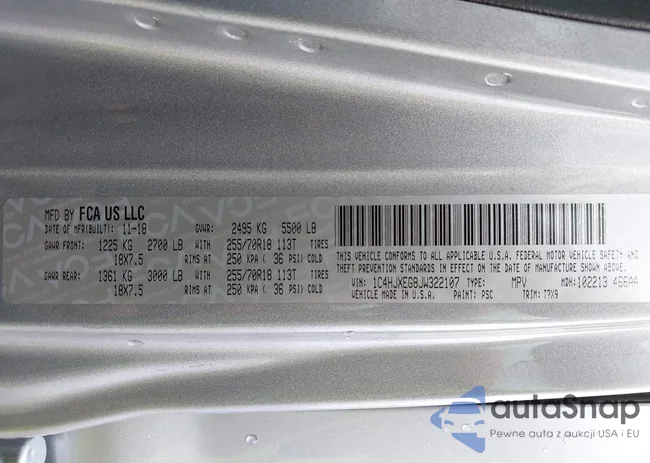 MFD BY FCA US LLC
DATE OF MFR(BUILT): 11-18 GVWR: 2495 KG 5500 LB
GAWR FRONT: 1225 KG 2700 LB WITH 255/70R18 113T TIRES
18X7.5 RIMS AT 250 KPA ( 36 PSI) COLD
GAWR REAR: 1361 KG 3000 LB WITH 255/70R18 113T TIRES
18X7.5 RIMS AT 250 KPA ( 36 PSI) COLD
THIS VEHICLE CONFORMS TO ALL APPLICABLE U.S.A. FEDERAL MOTOR VEHICLE SAFETY AND
THEFT PREVENTION STANDARDS IN EFFECT ON THE DATE OF MANUFACTURE SHOWN ABOVE.
VIN: 1C4HJXEG8JW322107 TYPE: MPV MDH: 102213 468AA
VEHICLE MADE IN U.S.A. PAINT: PSC TRIM: T7X9
autaSnap
Pewne auta z aukcji USA i EU